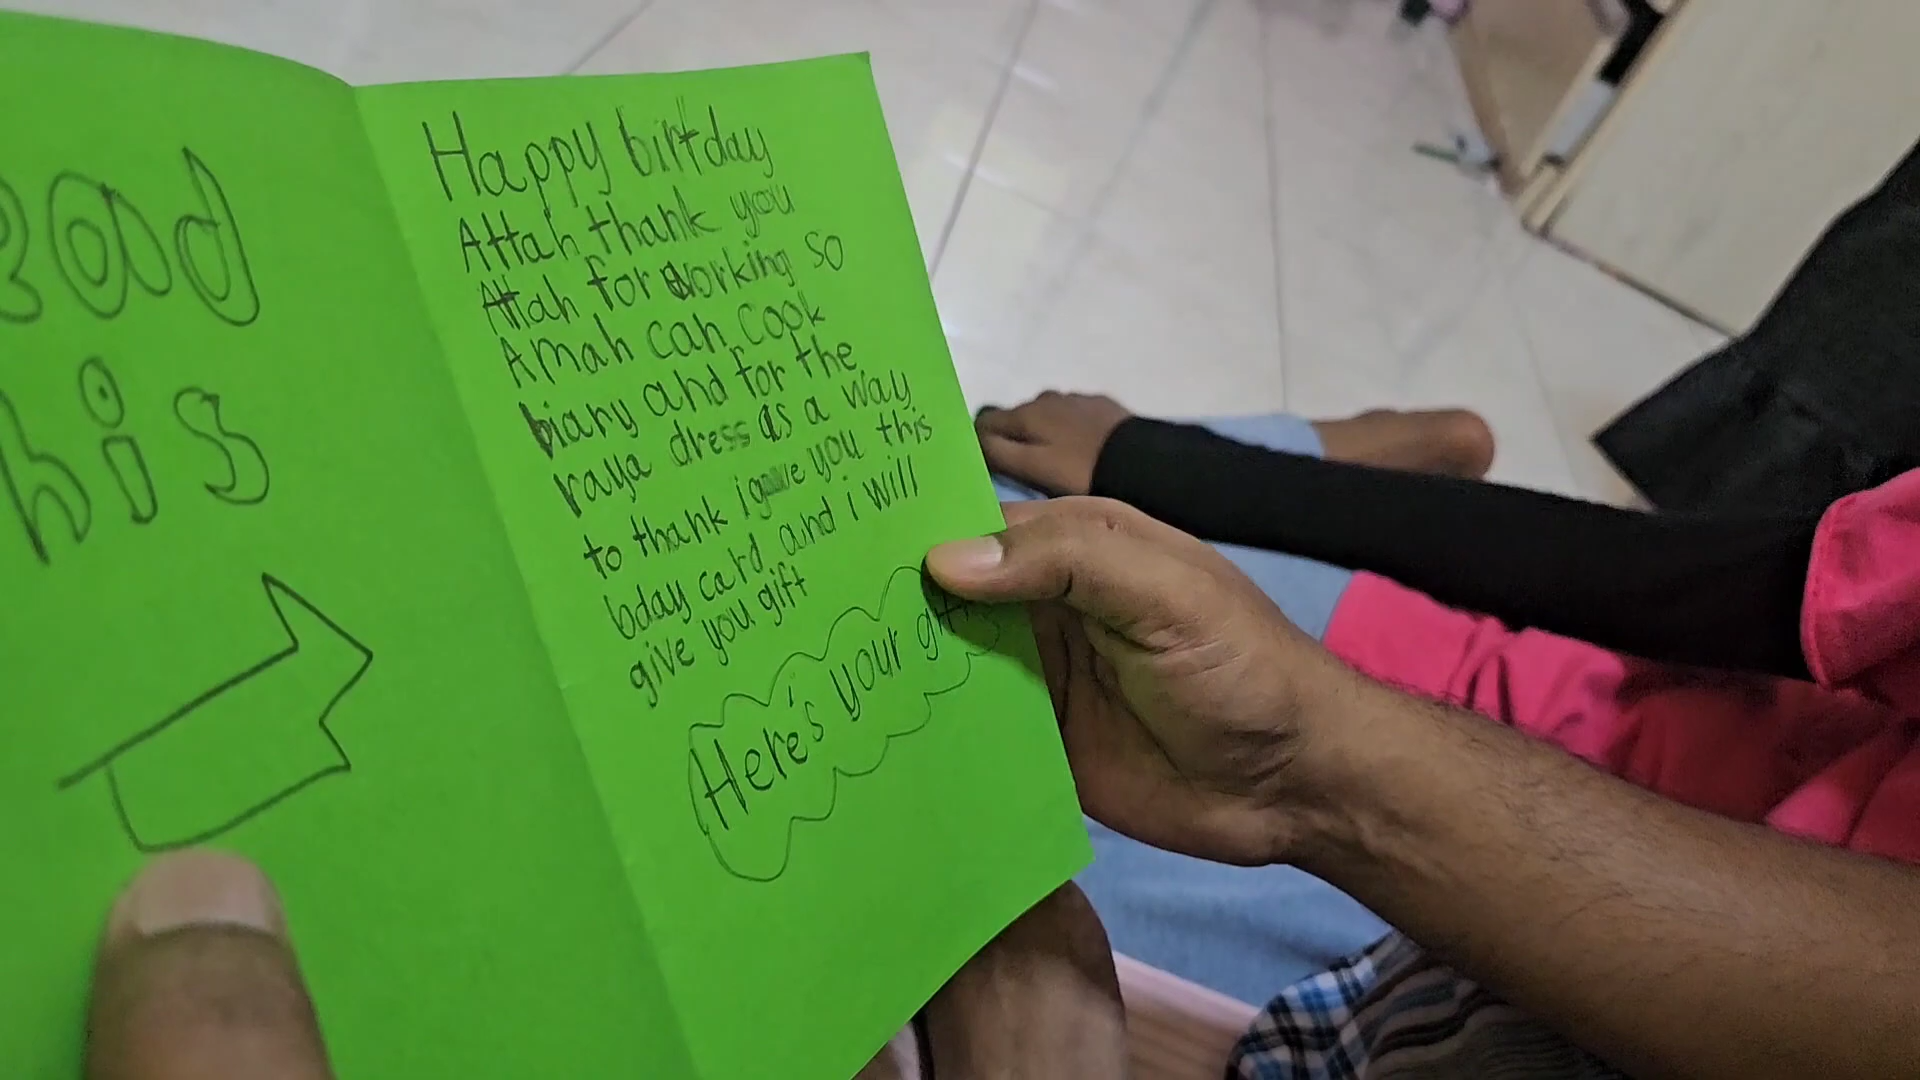 ead
his
Happy birtday
Attah thank you
Attah for working so
Amah can cook
biany and for the
raya dress as a way
to thank i gave you this
bday card and i will
give you gift
Here's your gift